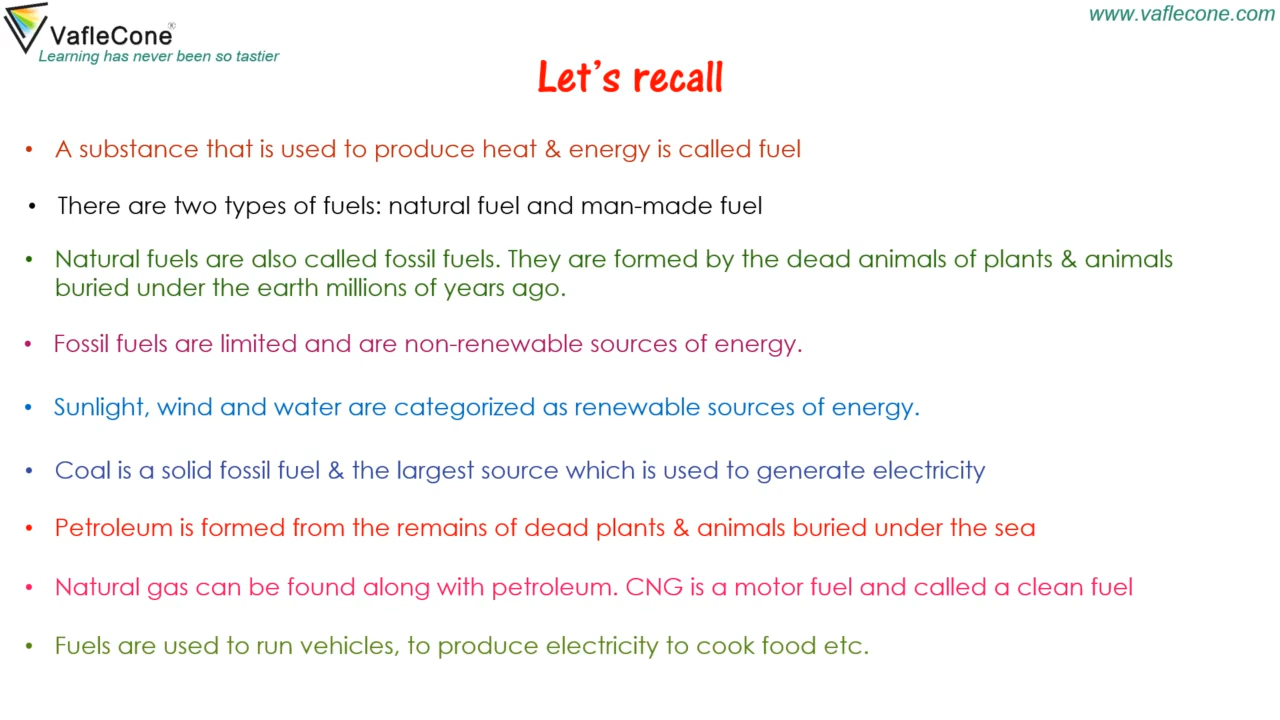 VafleCone®
Learning has never been so tastier
www.vaflecone.com
Let's recall
• A substance that is used to produce heat & energy is called fuel
• There are two types of fuels: natural fuel and man-made fuel
• Natural fuels are also called fossil fuels. They are formed by the dead animals of plants & animals
buried under the earth millions of years ago.
• Fossil fuels are limited and are non-renewable sources of energy.
• Sunlight, wind and water are categorized as renewable sources of energy.
• Coal is a solid fossil fuel & the largest source which is used to generate electricity
• Petroleum is formed from the remains of dead plants & animals buried under the sea
• Natural gas can be found along with petroleum. CNG is a motor fuel and called a clean fuel
• Fuels are used to run vehicles, to produce electricity to cook food etc.